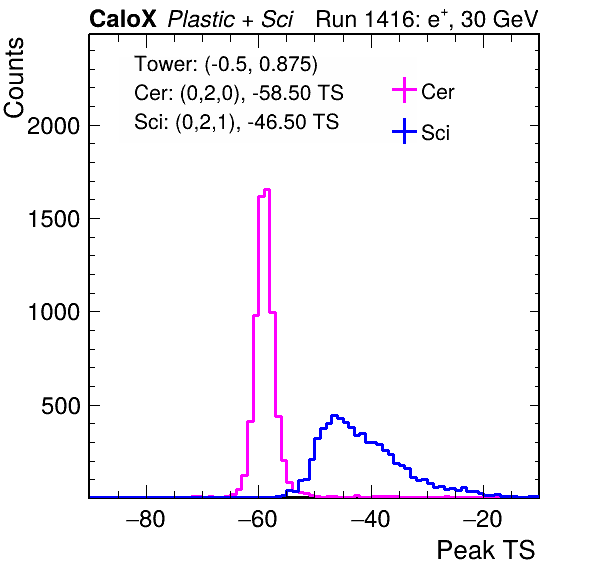 CaloX Plastic + Sci Run 1416: e⁺, 30 GeV
Counts
Tower: (-0.5, 0.875)
Cer: (0,2,0), -58.50 TS
Sci: (0,2,1), -46.50 TS
Cer
Sci
2000
1500
1000
500
−80 −60 −40 −20
Peak TS